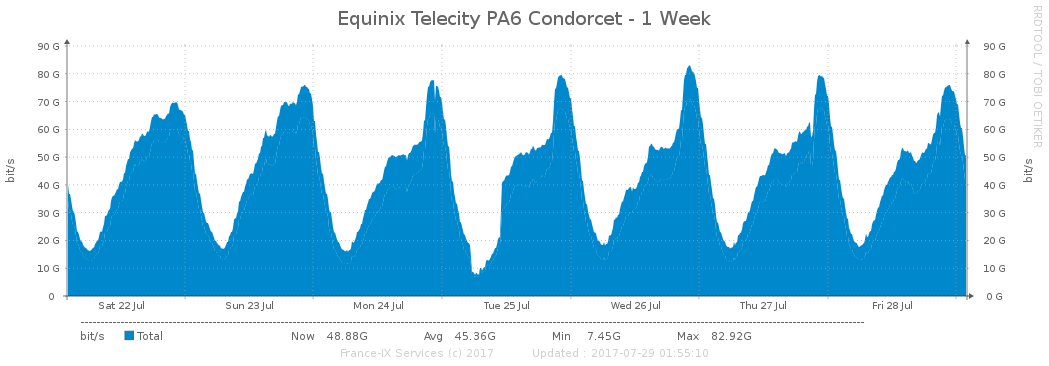 Equinix Telecity PA6 Condorcet - 1 Week
RRDTOOL / TOBI OETIKER
bit/s
90 G 90 G
80 G 80 G
70 G 70 G
60 G 60 G
50 G 50 G
40 G 40 G
30 G 30 G
20 G 20 G
10 G 10 G
0 0 G
bit/s
Sat 22 Jul Sun 23 Jul Mon 24 Jul Tue 25 Jul Wed 26 Jul Thu 27 Jul Fri 28 Jul
bit/s Total Now 48.88G Avg 45.36G Min 7.45G Max 82.92G
France-IX Services (c) 2017 Updated : 2017-07-29 01:55:10